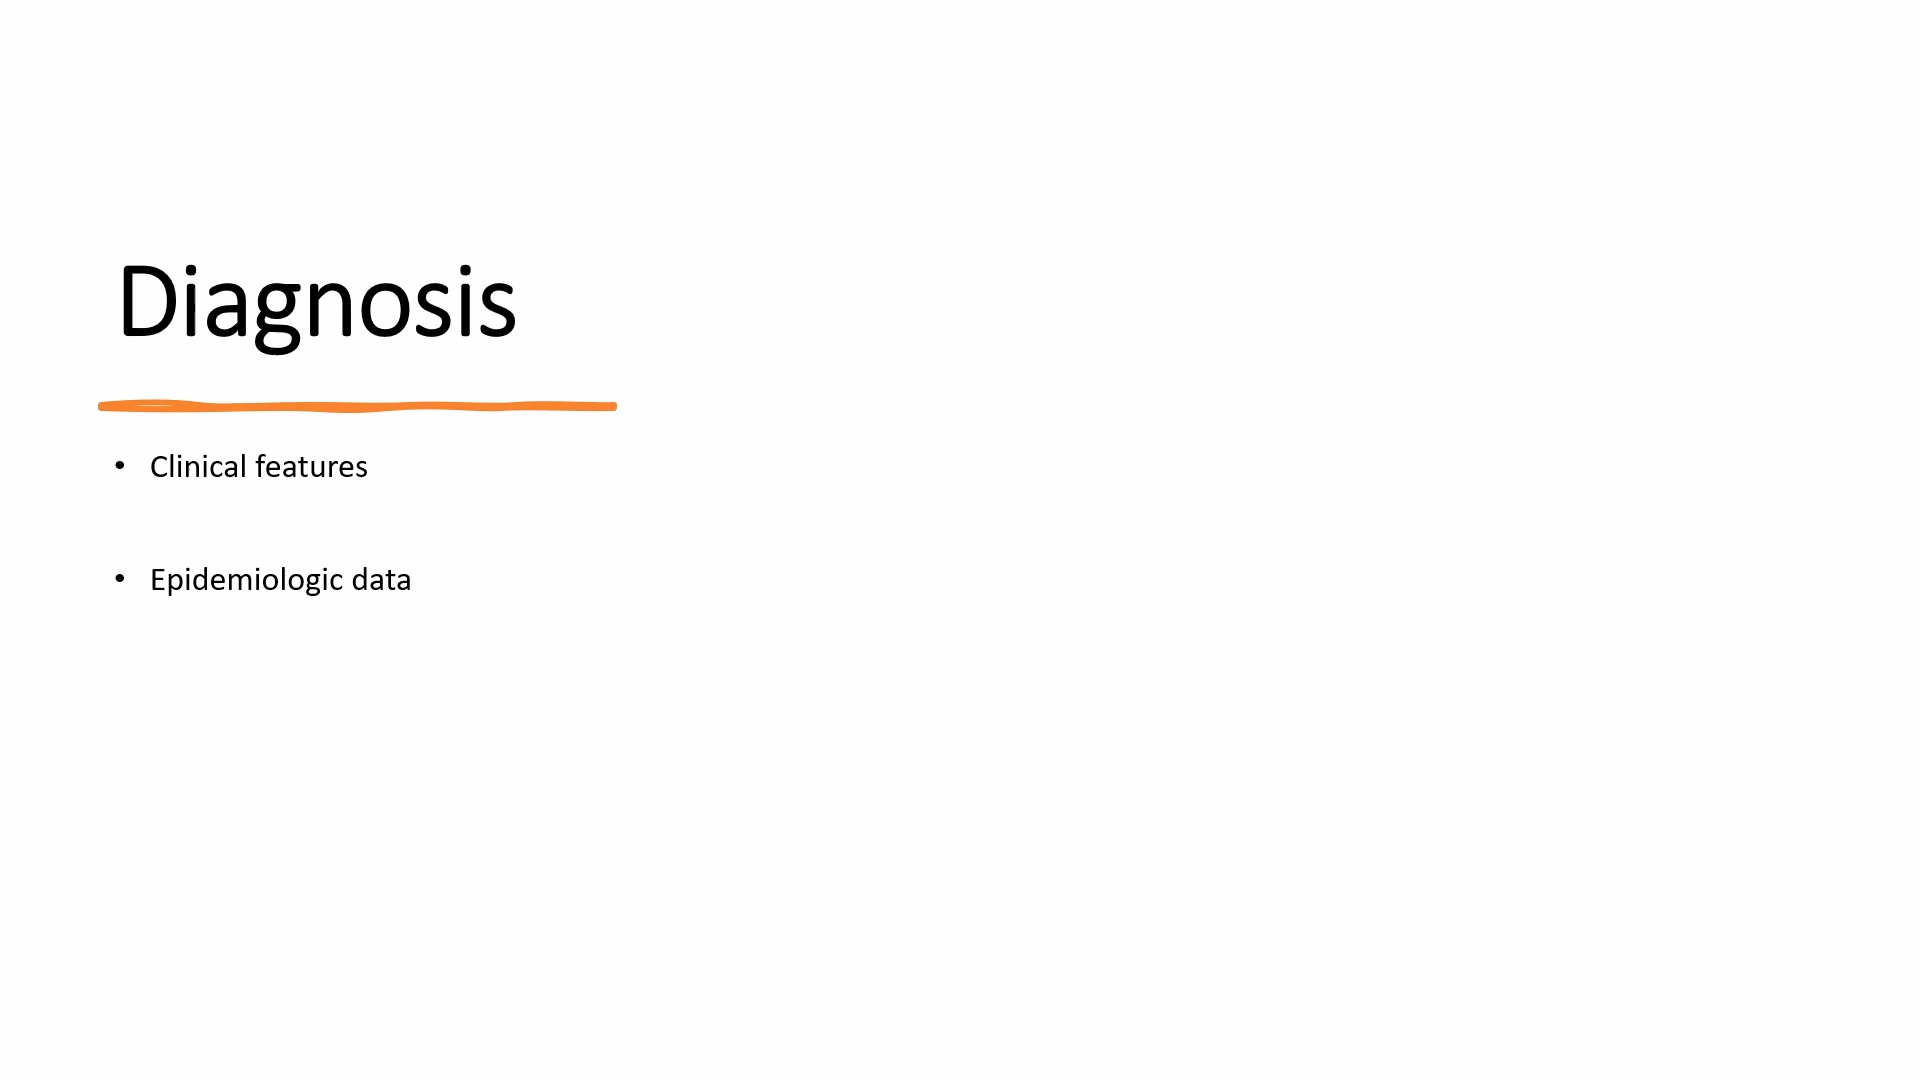 Diagnosis
• Clinical features
• Epidemiologic data